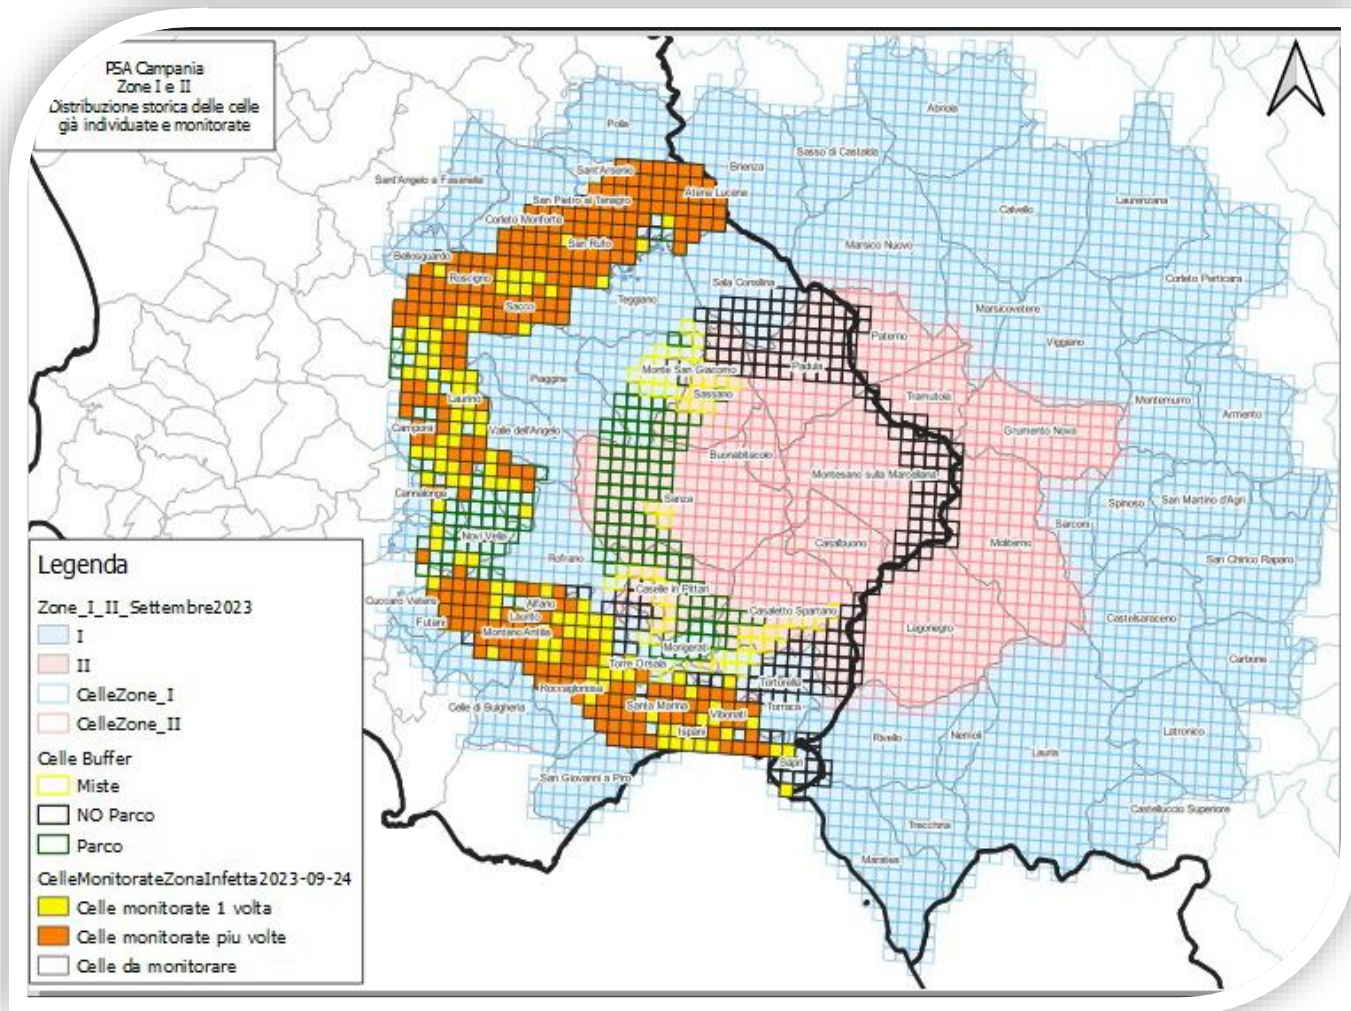 PSA Campania
Zone I e II
Distribuzione storica delle celle
già individuate e monitorate
Abriola
Polla
Sasso di Castalda
Brienza
Sant'Arsenio
Sant'Angelo a Fasanella
Atena Lucana
San Pietro al Tanagro
Laurenzana
Calvello
Corleto Monforte
San Rufo
Marsico Nuovo
Bellosguardo
Roscigno
Corleto Perticara
Sala Consilina
Teggiano
Sacco
Marsicovetere
Paterno
Viggiano
Padula
Monte San Giacomo
Piaggine
Sassano
Laurino
Tramutola
Montemurro
Armento
Campora
Valle dell'Angelo
Grumento Nova
Buonabitacolo
Montesano sulla Marcellana
Cannalonga
Sanza
Spinoso
San Martino d'Agri
Sarconi
Novi Velia
Casalbuono
Moliterno
Rofrano
San Chirico Raparo
Caselle in Pittari
Cuccaro Vetere
Alfano
Casaletto Spartano
Laurito
Futani
Castelsaraceno
Montano Antilia
Lagonegro
Morigerati
Torre Orsaia
Carbone
Tortorella
Roccagloriosa
Celle di Bulgheria
Santa Marina
Torraca
Vibonati
Ispani
Rivello
Nemoli
Latronico
Lauria
Sapri
San Giovanni a Piro
Castelluccio Superiore
Trecchina
Maratea
Legenda
Zone_I_II_Settembre2023
I
II
CelleZone_I
CelleZone_II
Celle Buffer
Miste
NO Parco
Parco
CelleMonitorateZonaInfetta2023-09-24
Celle monitorate 1 volta
Celle monitorate piu volte
Celle da monitorare